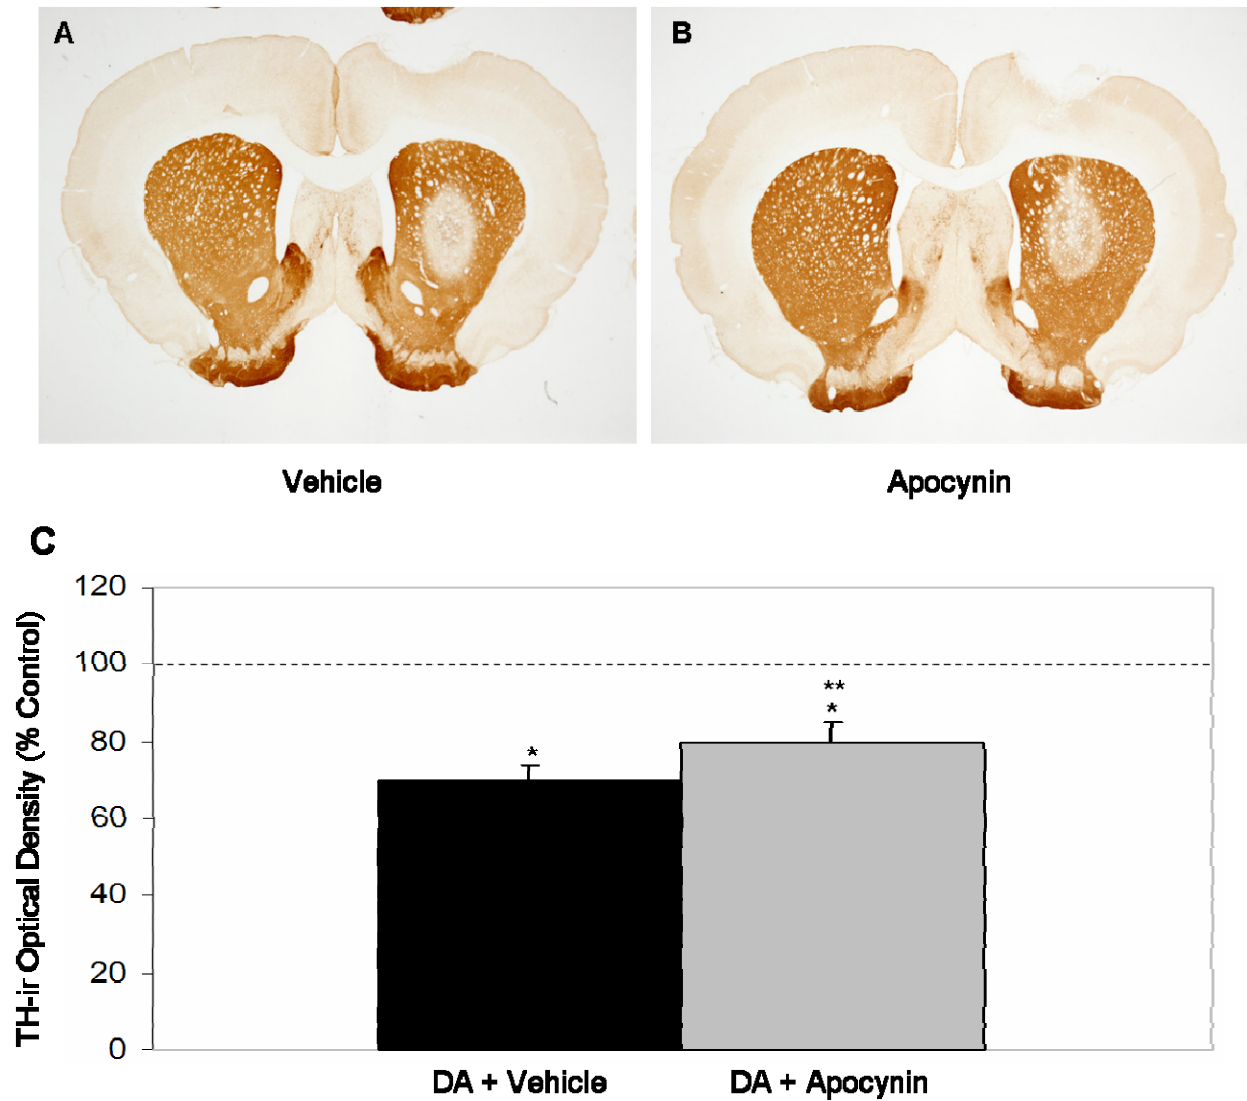 A
B
Vehicle
Apocynin
C
TH-ir Optical Density (% Control)
120
100
80
60
40
20
0
*
**
*
DA + Vehicle
DA + Apocynin